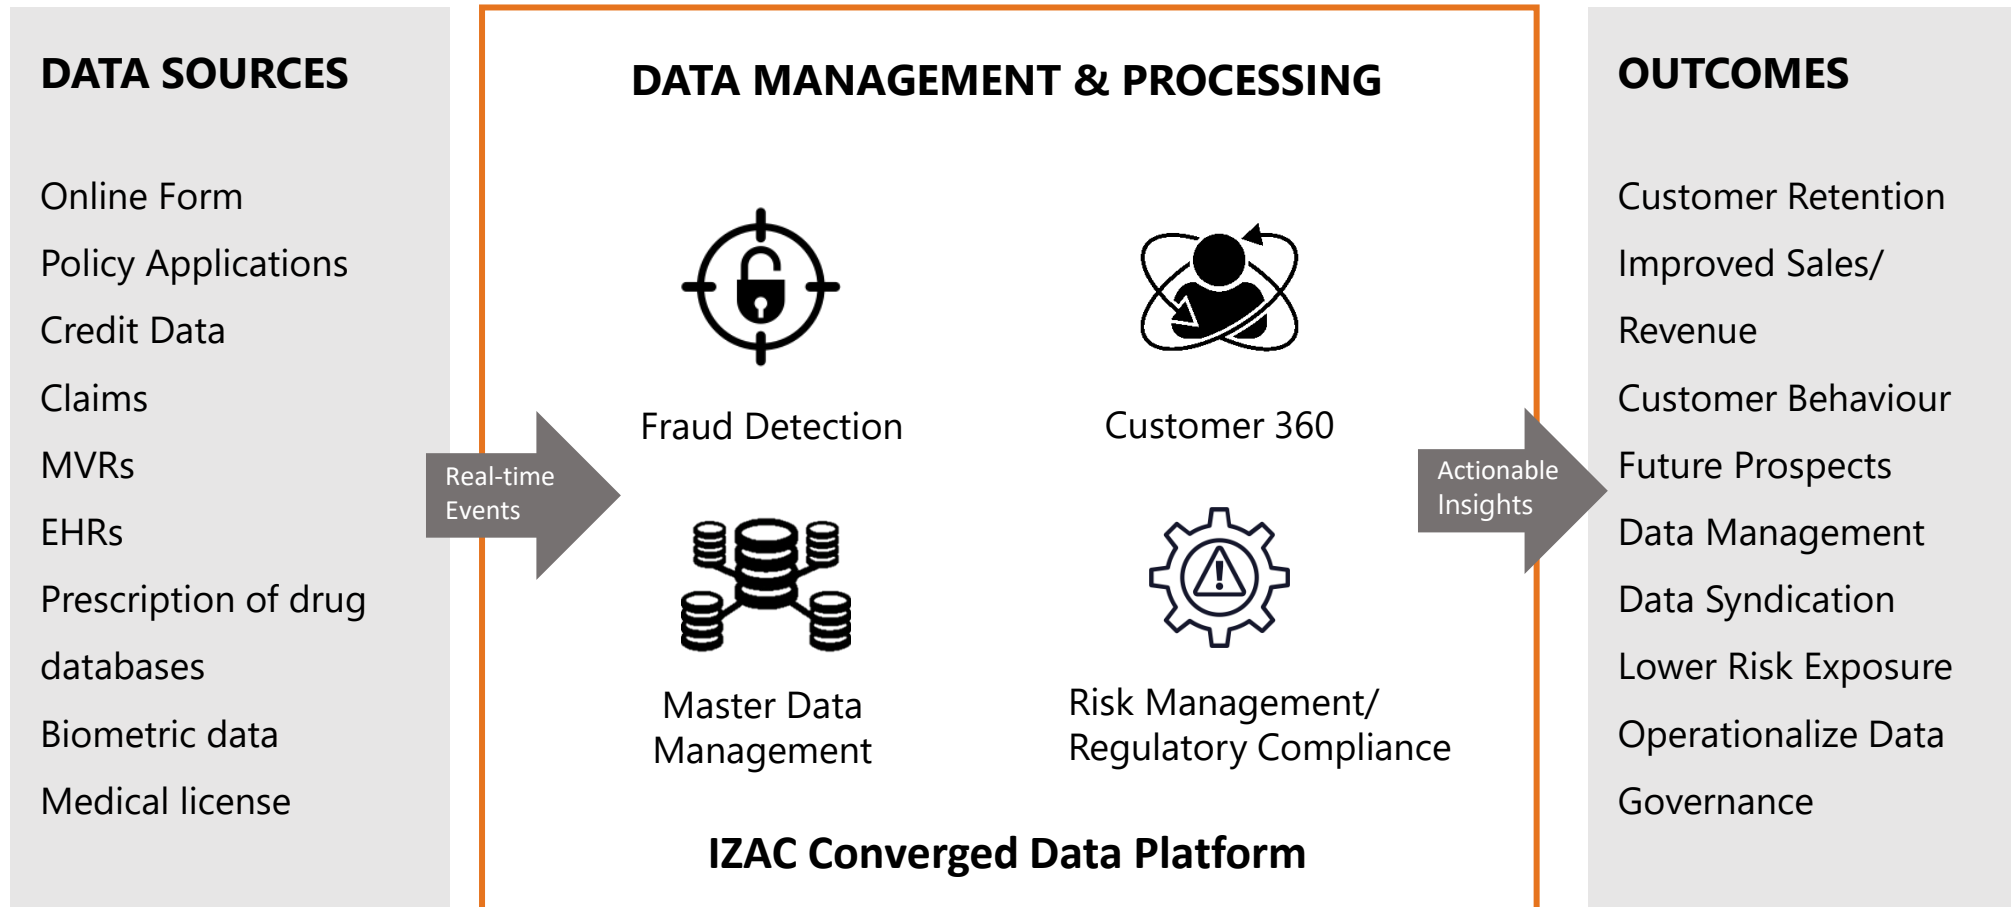 DATA SOURCES
Online Form
Policy Applications
Credit Data
Claims
MVRs
EHRs
Prescription of drug
databases
Biometric data
Medical license
Real-time
Events
DATA MANAGEMENT & PROCESSING
Fraud Detection
Customer 360
Master Data
Management
Risk Management/
Regulatory Compliance
IZAC Converged Data Platform
Actionable
Insights
OUTCOMES
Customer Retention
Improved Sales/
Revenue
Customer Behaviour
Future Prospects
Data Management
Data Syndication
Lower Risk Exposure
Operationalize Data
Governance